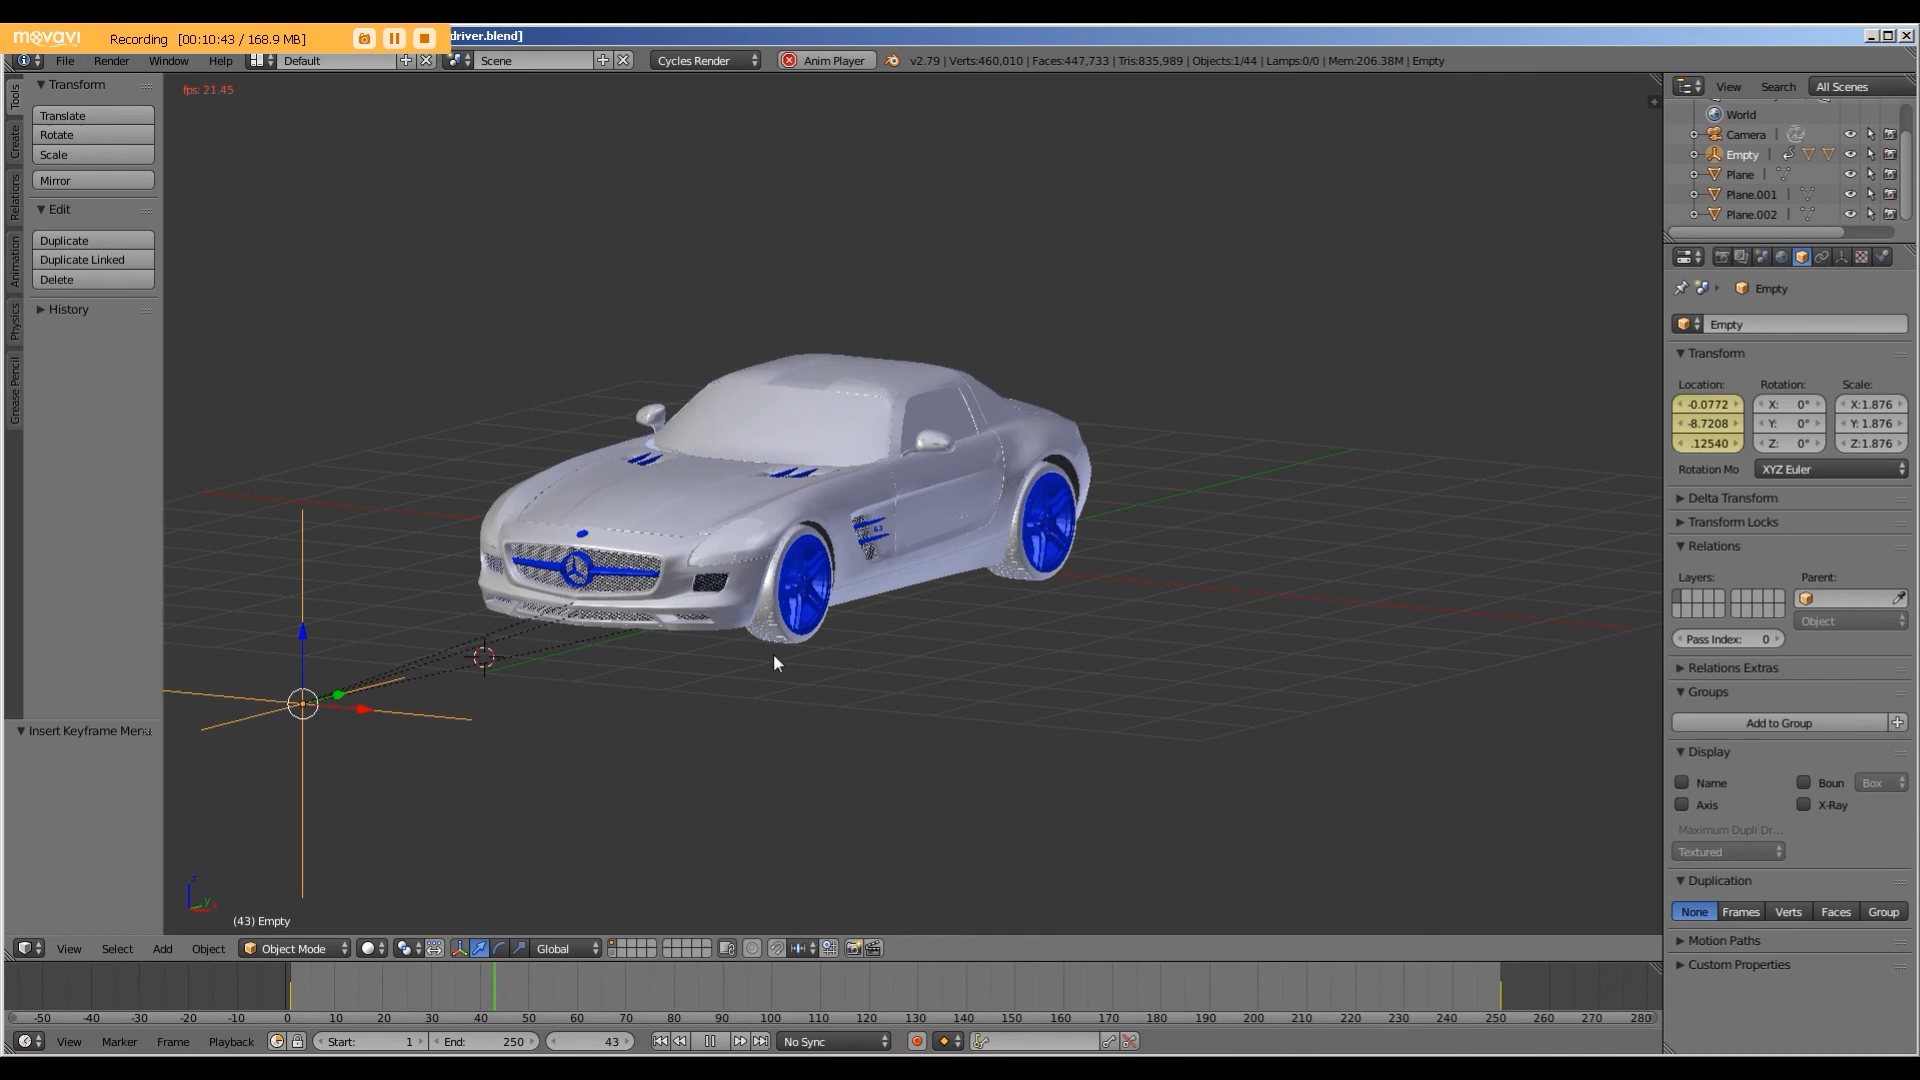 movavi Recording [00:10:43 / 168.9 MB] driver.blend]
File Render Window Help Default Scene Cycles Render Anim Player v2.79 | Verts:460,010 | Faces:447,733 | Tris:835,989 | Objects:1/44 | Lamps:0/0 | Mem:206.38M | Empty
Tools
Create
Relations
Animation
Physics
Grease Pencil
Transform
Translate
Rotate
Scale
Mirror
Edit
Duplicate
Duplicate Linked
Delete
History
Insert Keyframe Menu
fps: 21.45
z
y
x
(43) Empty
View Search All Scenes
World
Camera
Empty
Plane
Plane.001
Plane.002
Empty
Empty
Transform
Location: Rotation: Scale:
-0.0772 X: 0° X:1.876
-8.7208 Y: 0° Y: 1.876
.12540 Z: 0° Z:1.876
Rotation Mo XYZ Euler
Delta Transform
Transform Locks
Relations
Layers: Parent:
Object
Pass Index: 0
Relations Extras
Groups
Add to Group
Display
Name Boun Box
Axis X-Ray
Maximum Dupli Dr...
Textured
Duplication
None Frames Verts Faces Group
Motion Paths
Custom Properties
View Select Add Object Object Mode Global
-50 -40 -30 -20 -10 0 10 20 30 40 50 60 70 80 90 100 110 120 130 140 150 160 170 180 190 200 210 220 230 240 250 260 270 280
View Marker Frame Playback Start: 1 End: 250 43 No Sync